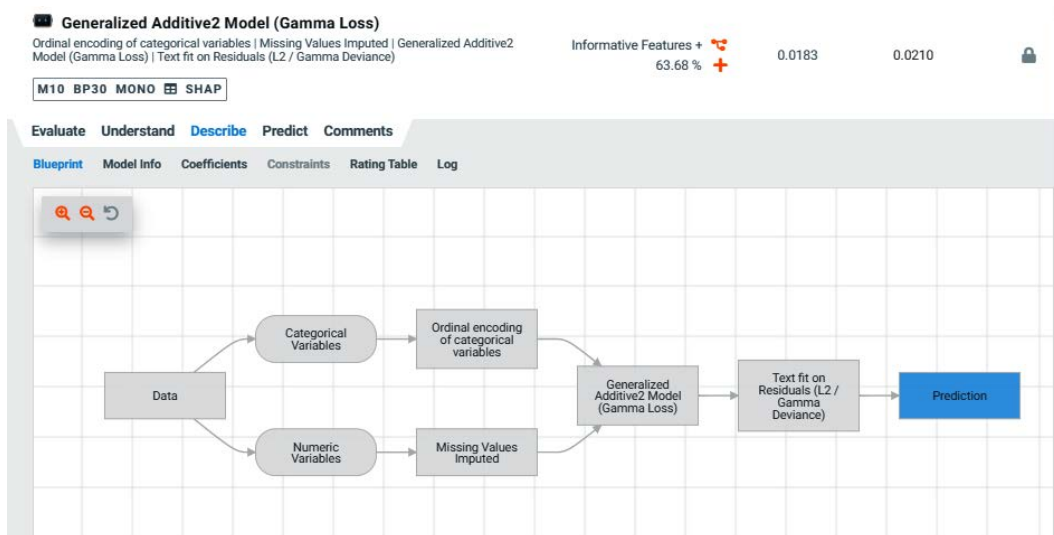 Generalized Additive2 Model (Gamma Loss)
Ordinal encoding of categorical variables | Missing Values Imputed | Generalized Additive2
Model (Gamma Loss) | Text fit on Residuals (L2 / Gamma Deviance)
M10 BP30 MONO SHAP
Informative Features +
63.68 %
0.0183
0.0210
Evaluate Understand Describe Predict Comments
Blueprint Model Info Coefficients Constraints Rating Table Log
Data
Categorical
Variables
Ordinal encoding
of categorical
variables
Numeric
Variables
Missing Values
Imputed
Generalized
Additive2 Model
(Gamma Loss)
Text fit on
Residuals (L2 /
Gamma
Deviance)
Prediction